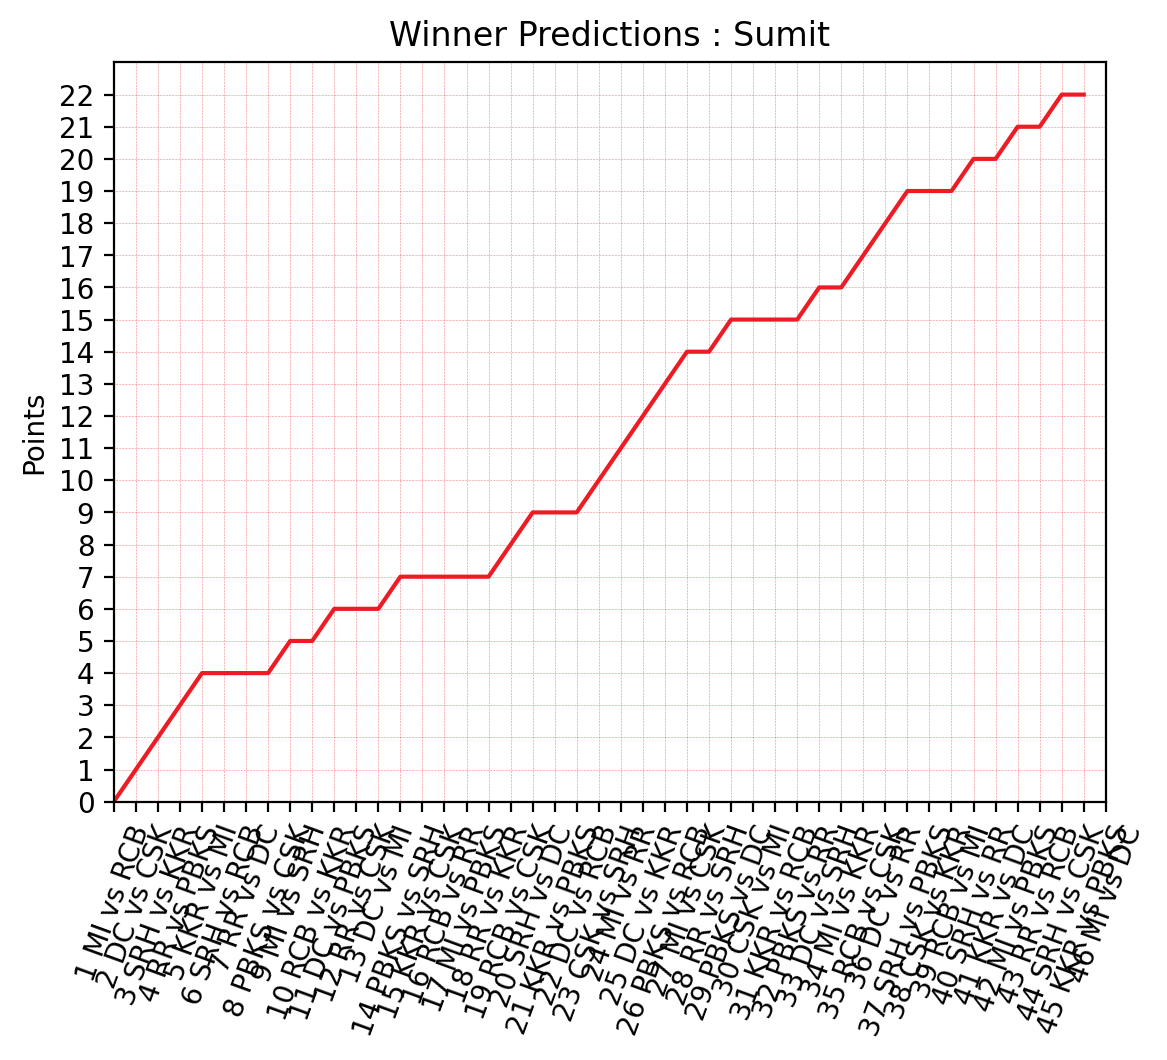 Winner Predictions : Sumit
Points
22
21
20
19
18
17
16
15
14
13
12
11
10
9
8
7
6
5
4
3
2
1
0
1 MI vs RCB
2 DC vs CSK
3 SRH vs KKR
4 RR vs PBKS
5 KKR vs MI
6 SRH vs RCB
7 RR vs DC
8 PBKS vs CSK
9 MI vs SRH
10 RCB vs KKR
11 DC vs PBKS
12 RR vs CSK
13 DC vs MI
14 PBKS vs SRH
15 KKR vs CSK
16 RCB vs RR
17 MI vs PBKS
18 RR vs KKR
19 RCB vs CSK
20 SRH vs DC
21 KKR vs PBKS
22 DC vs RCB
23 CSK vs SRH
24 MI vs RR
25 DC vs KKR
26 PBKS vs RCB
27 MI vs CSK
28 RR vs SRH
29 PBKS vs DC
30 CSK vs MI
31 KKR vs RCB
32 PBKS vs RR
33 DC vs SRH
34 MI vs KKR
35 RCB vs CSK
36 DC vs RR
37 SRH vs PBKS
38 CSK vs KKR
39 RCB vs MI
40 SRH vs RR
41 KKR vs DC
42 MI vs PBKS
43 RR vs RCB
44 SRH vs CSK
45 KKR vs PBKS
46 MI vs DC